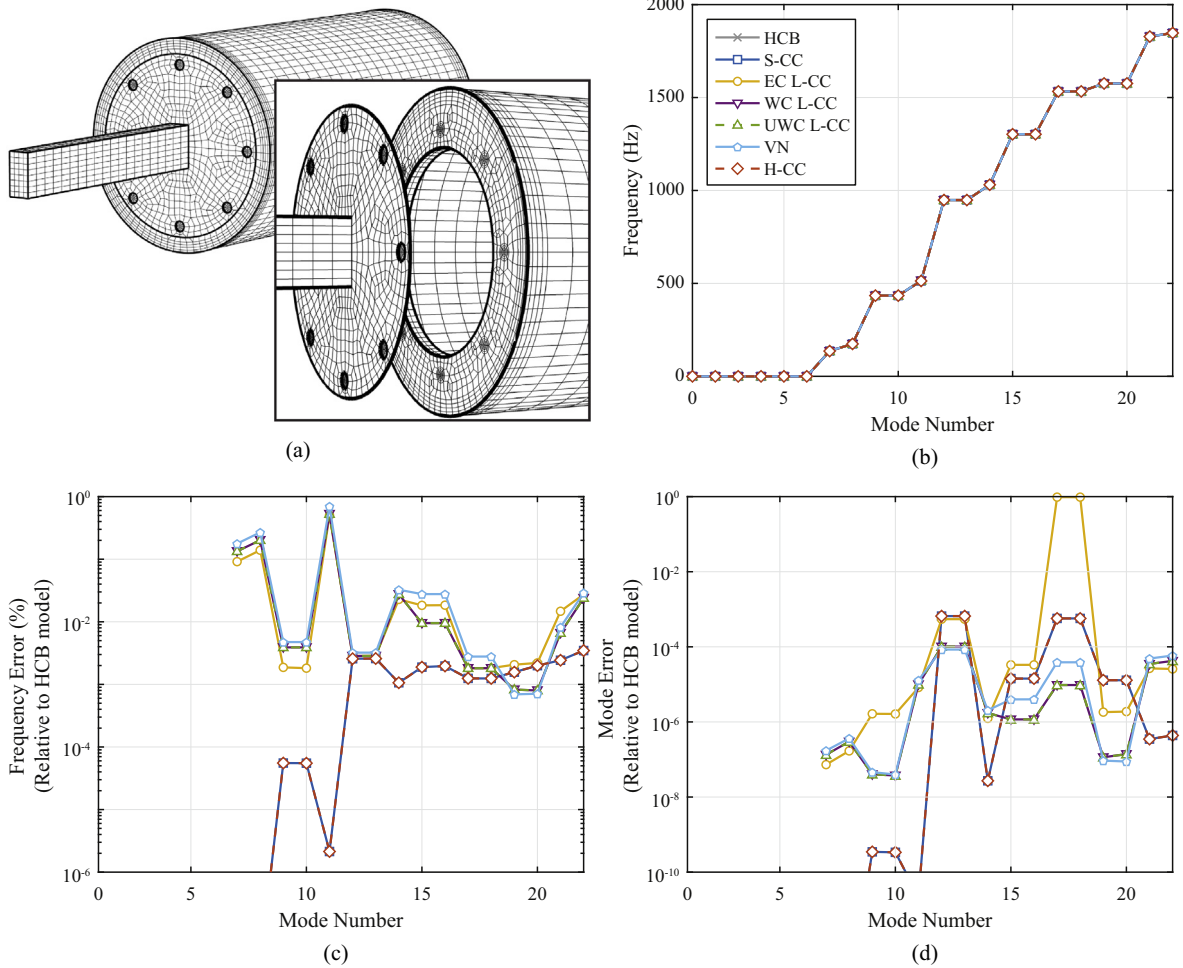 (a)
2000
1500
1000
500
0
Frequency (Hz)
HCB
S-CC
EC L-CC
WC L-CC
UWC L-CC
VN
H-CC
0 5 10 15 20
Mode Number
(b)
10^0
10^-2
10^-4
10^-6
Frequency Error (%)
(Relative to HCB model)
0 5 10 15 20
Mode Number
(c)
10^0
10^-2
10^-4
10^-6
10^-8
10^-10
Mode Error
(Relative to HCB model)
0 5 10 15 20
Mode Number
(d)